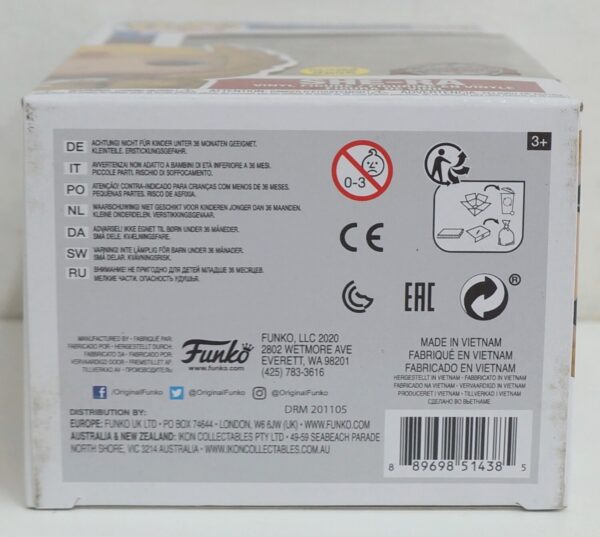 SHE-RA
3+
DE ACHTUNG! NICHT FÜR KINDER UNTER 36 MONATEN GEEIGNET.
KLEINTEILE. ERSTICKUNGSGEFAHR.
IT AVVERTENZA! NON ADATTO A BAMBINI DI ETÀ INFERIORE A 36 MESI.
PICCOLE PARTI. RISCHIO DI SOFFOCAMENTO.
PO ATENÇÃO! CONTRA-INDICADO PARA CRIANÇAS COM MENOS DE 36 MESES.
PEQUENAS PARTES. RISCO DE ASFIXIA.
NL WAARSCHUWING! NIET GESCHIKT VOOR KINDEREN JONGER DAN 36 MAANDEN.
KLEINE ONDERDELEN. VERSTIKKINGSGEVAAR.
DA ADVARSEL! IKKE EGNET TIL BØRN UNDER 36 MÅNEDER.
SMÅ DELE. KVÆLNINGSFARE.
SW VARNING! INTE LÄMPLIG FÖR BARN UNDER 36 MÅNADER.
SMÅ DELAR. KVÄVNINGSRISK.
RU ВНИМАНИЕ! НЕ ПРИГОДНО ДЛЯ ДЕТЕЙ МЛАДШЕ 36 МЕСЯЦЕВ.
МЕЛКИЕ ЧАСТИ. ОПАСНОСТЬ УДУШЬЯ.
0-3
CE
EAC
®
MANUFACTURED BY - FABRIQUÉ PAR:
FABRICADO POR - HERGESTELLT DURCH:
FABBRICATO DA - FABRICADO POR:
VERVAARDIGD DOOR - FREMSTILLET AF:
TILLVERKAD AV - ПРОИЗВОДИТЕЛЬ:
Funko
www.funko.com
FUNKO, LLC 2020
2802 WETMORE AVE
EVERETT, WA 98201
(425) 783-3616
/OriginalFunko @OriginalFunko @OriginalFunko
DRM 201105
MADE IN VIETNAM
FABRIQUÉ EN VIETNAM
FABRICADO EN VIETNAM
HERGESTELLT IN VIETNAM - FABBRICATO IN VIETNAM
FABRICADO NA VIETNAM - VERVAARDIGD IN VIETNAM
PRODUCERET I VIETNAM - TILLVERKAD I VIETNAM
СДЕЛАНО ВО ВЬЕТНАМЕ
DISTRIBUTION BY:
EUROPE: FUNKO UK LTD • PO BOX 74644 • LONDON, W6 6JW (UK) • WWW.FUNKO.COM
AUSTRALIA & NEW ZEALAND: IKON COLLECTABLES PTY LTD • 49-59 SEABEACH PARADE
NORTH SHORE, VIC 3214 AUSTRALIA • WWW.IKONCOLLECTABLES.COM
8 89698 51438 5